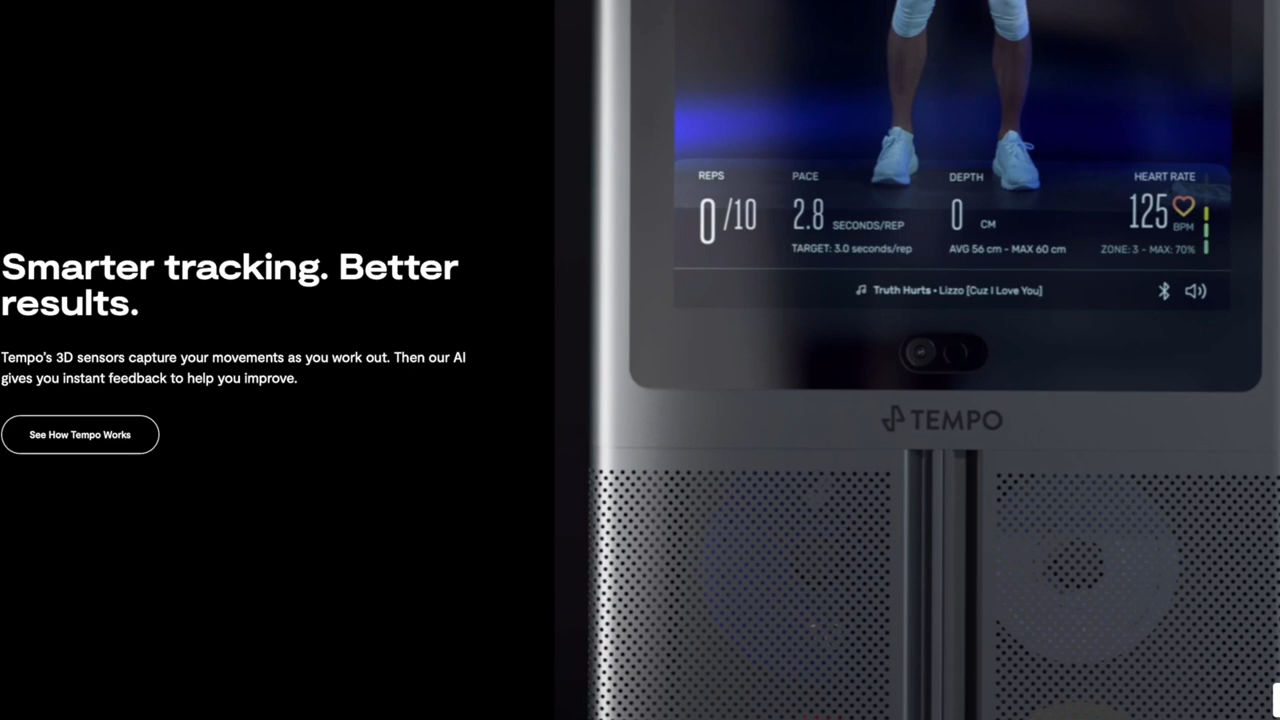 Smarter tracking. Better
results.
Tempo's 3D sensors capture your movements as you work out. Then our AI
gives you instant feedback to help you improve.
See How Tempo Works
REPS
0/10
PACE
2.8 SECONDS/REP
TARGET: 3.0 seconds/rep
DEPTH
0 CM
AVG 56 cm - MAX 60 cm
HEART RATE
125 BPM
ZONE: 3 - MAX: 70%
Truth Hurts • Lizzo [Cuz I Love You]
TEMPO